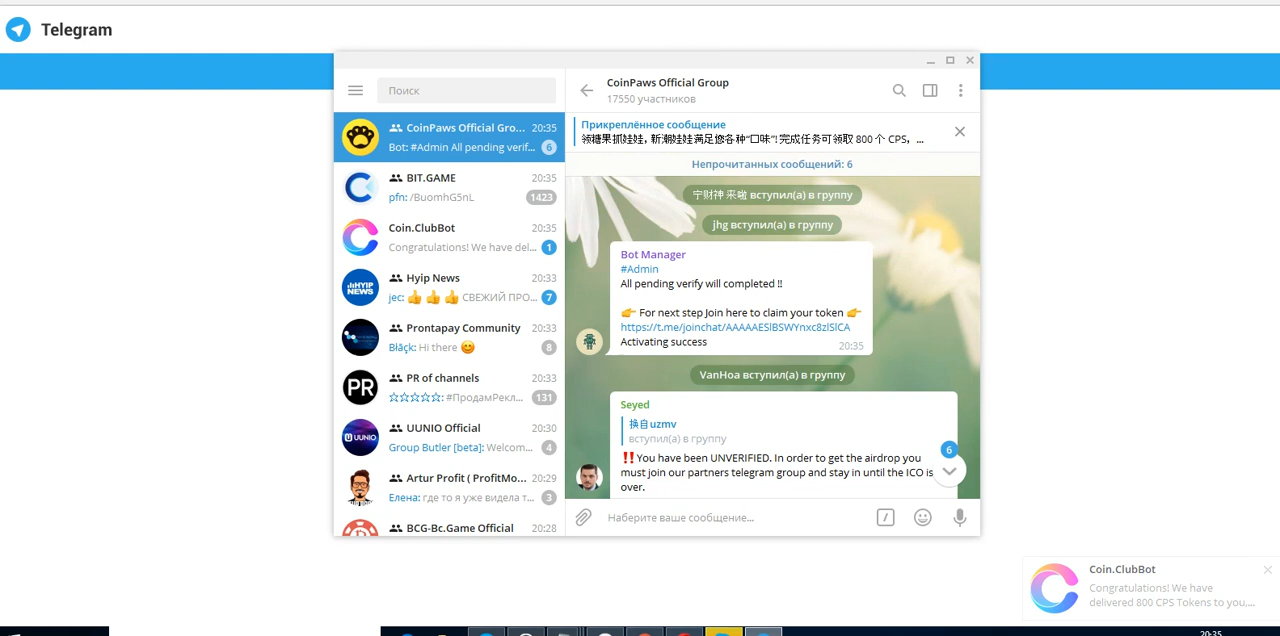 Telegram
Поиск
CoinPaws Official Gro... 20:35
Bot: #Admin All pending verif... 6
BIT.GAME 20:35
pfn: /BuomhG5nL 1423
Coin.ClubBot 20:35
Congratulations! We have del... 1
Hyip News 20:33
jec: 👍 👍 👍 СВЕЖИЙ ПРО... 7
HYIP
NEWS
Prontapay Community 20:33
Błăçk: Hi there 😊 8
PR
PR of channels 20:33
☆☆☆☆☆: #ПродамРекл... 131
UUNIO
UUNIO Official 20:30
Group Butler [beta]: Welcom... 4
Artur Profit ( ProfitMo... 20:29
Елена: где то я уже видела т... 3
BCG-Bc.Game Official 20:28
CoinPaws Official Group
17550 участников
Прикреплённое сообщение
领糖果抓娃娃, 新潮娃娃满足您各种“口味”! 完成任务可领取 800 个 CPS, ...
Непрочитанных сообщений: 6
宁财神 来啦 вступил(а) в группу
jhg вступил(а) в группу
Bot Manager
#Admin
All pending verify will completed !!
👉 For next step Join here to claim your token 👉
https://t.me/joinchat/AAAAAESlBSWYnxc8zlSlCA
Activating success
20:35
VanHoa вступил(а) в группу
Seyed
换自uzmv
вступил(а) в группу
‼️You have been UNVERIFIED. In order to get the airdrop you
must join our partners telegram group and stay in until the ICO is
over.
6
Наберите ваше сообщение...
Coin.ClubBot
Congratulations! We have
delivered 800 CPS Tokens to you,...
20:35